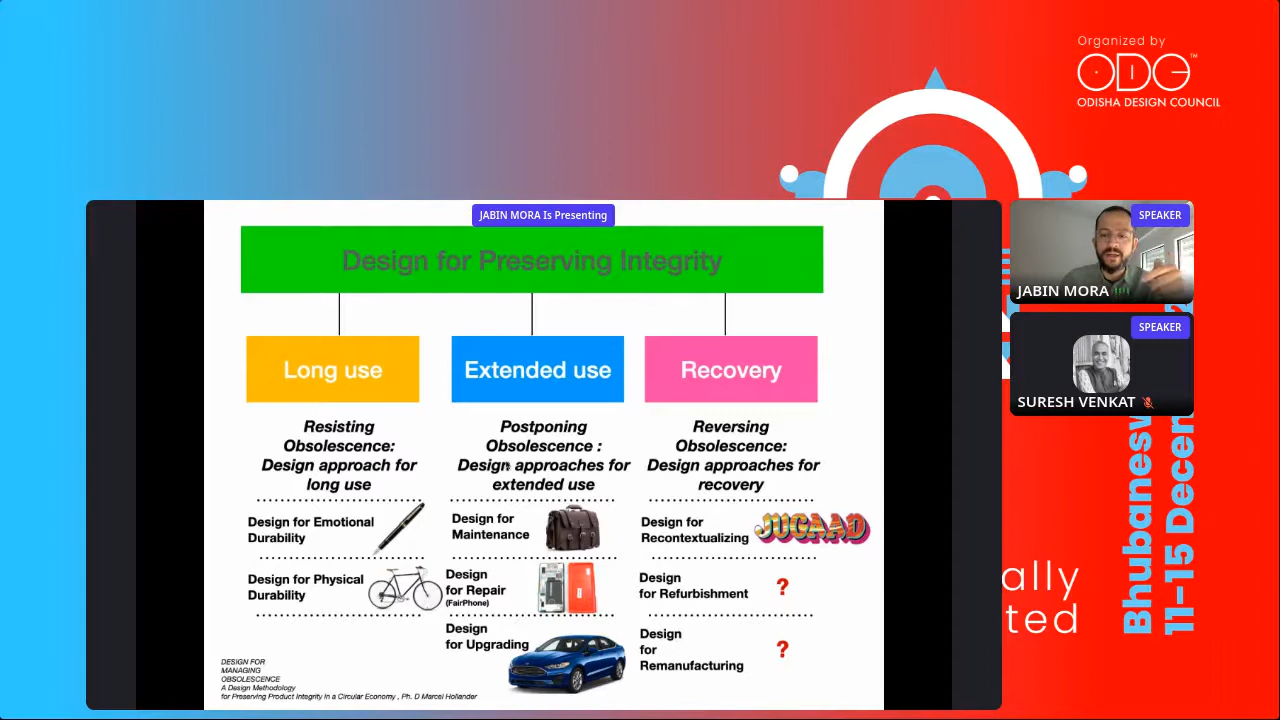 Organized by
ODC™
ODISHA DESIGN COUNCIL
JABIN MORA Is Presenting
Design for Preserving Integrity
Long use
Extended use
Recovery
Resisting
Obsolescence:
Design approach for
long use
Postponing
Obsolescence :
Design approaches for
extended use
Reversing
Obsolescence:
Design approaches for
recovery
Design for Emotional
Durability
Design for
Maintenance
Design for
Recontextualizing
JUGAAD
Design for Physical
Durability
Design
for Repair
(FairPhone)
Design
for Refurbishment
?
Design
for Upgrading
Design
for
Remanufacturing
?
DESIGN FOR
MANAGING
OBSOLESCENCE
A Design Methodology
for Preserving Product Integrity in a Circular Economy , Ph. D Marcel Hollander
SPEAKER
JABIN MORA
SPEAKER
SURESH VENKAT
ally
ted
Bhubanesw
11-15 Decem